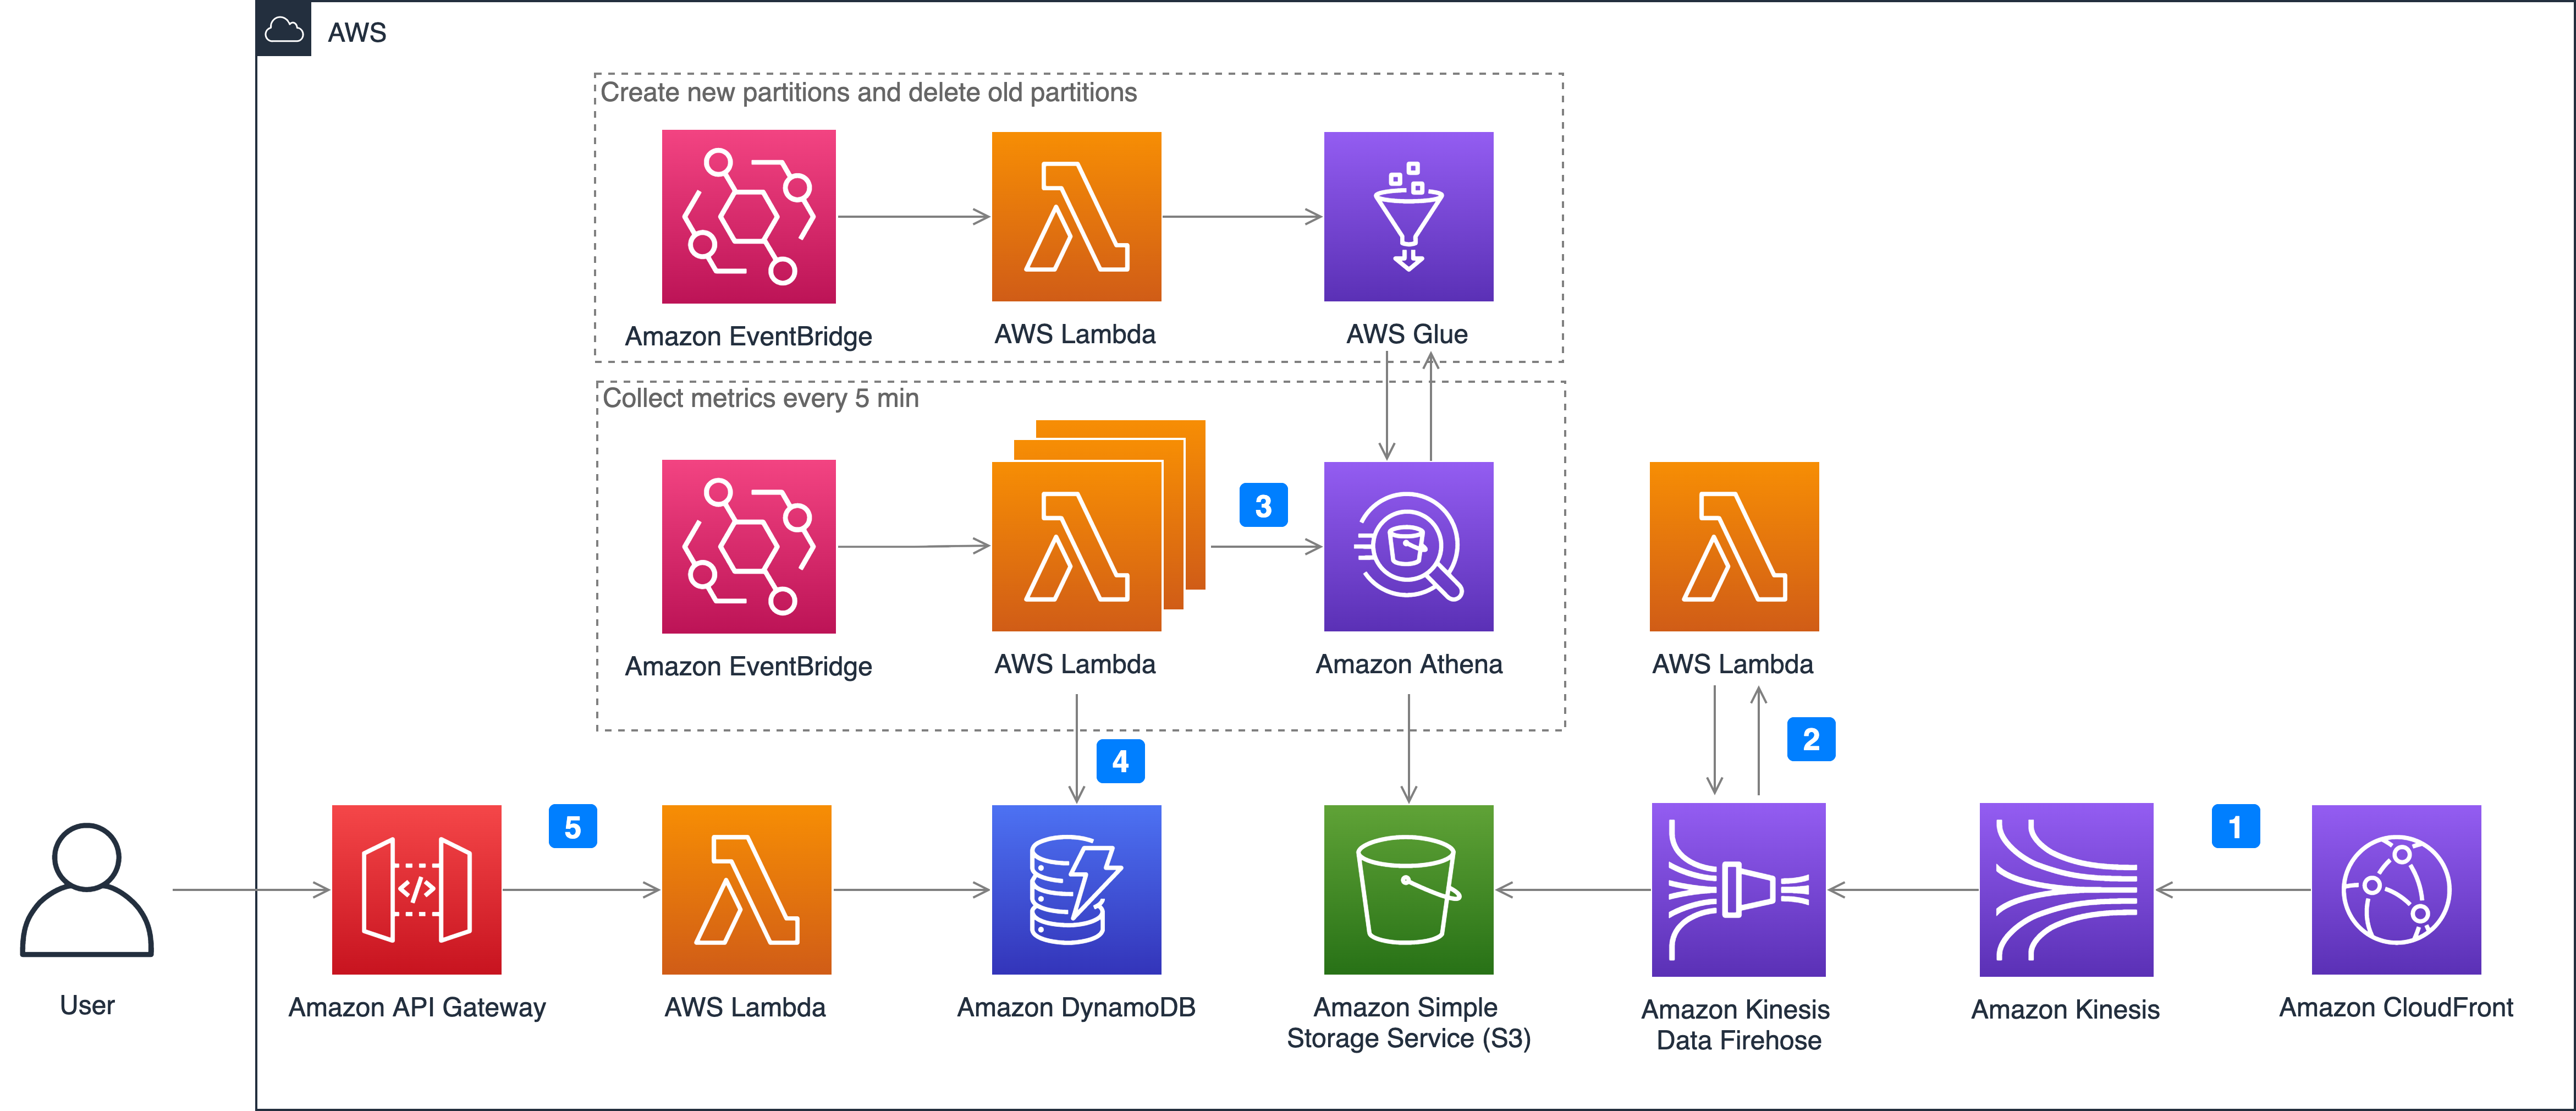 AWS
Create new partitions and delete old partitions
Amazon EventBridge
AWS Lambda
AWS Glue
Collect metrics every 5 min
3
Amazon EventBridge
AWS Lambda
Amazon Athena
AWS Lambda
2
4
5
1
</>
User
Amazon API Gateway
AWS Lambda
Amazon DynamoDB
Amazon Simple
Storage Service (S3)
Amazon Kinesis
Data Firehose
Amazon Kinesis
Amazon CloudFront